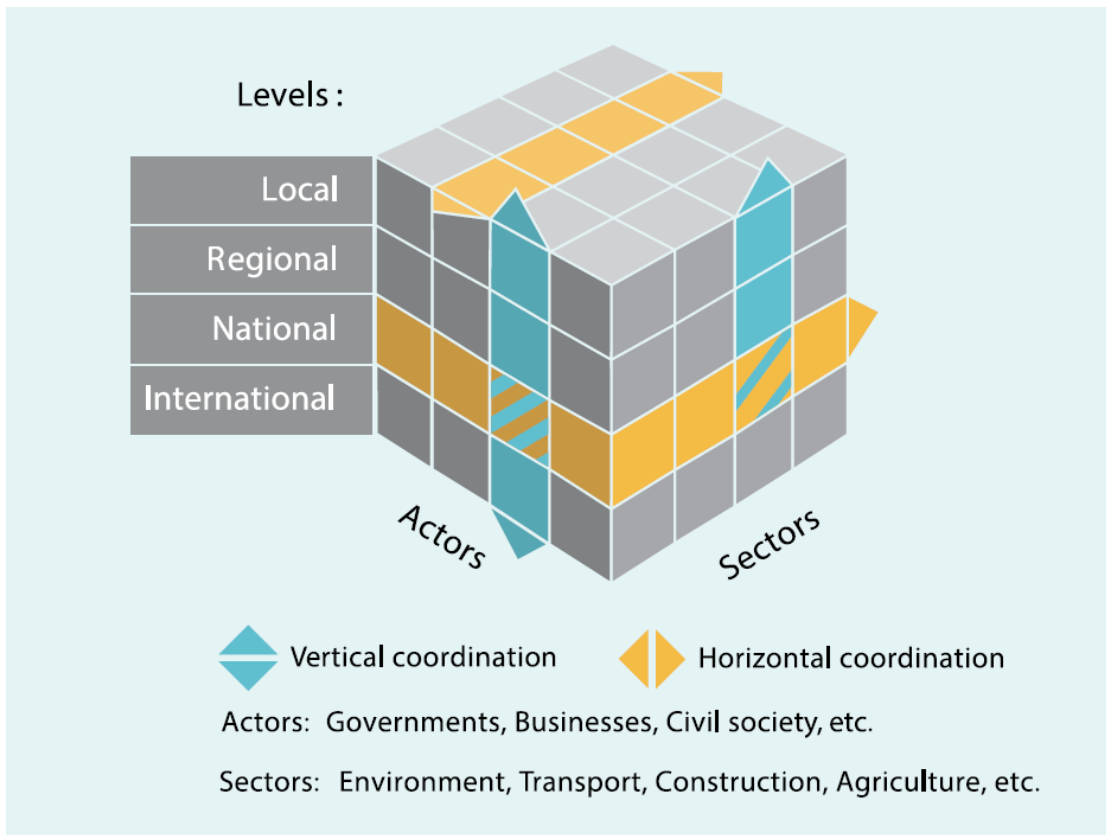 Levels :
Local
Regional
National
International
Actors
Sectors
Vertical coordination
Horizontal coordination
Actors: Governments, Businesses, Civil society, etc.
Sectors: Environment, Transport, Construction, Agriculture, etc.